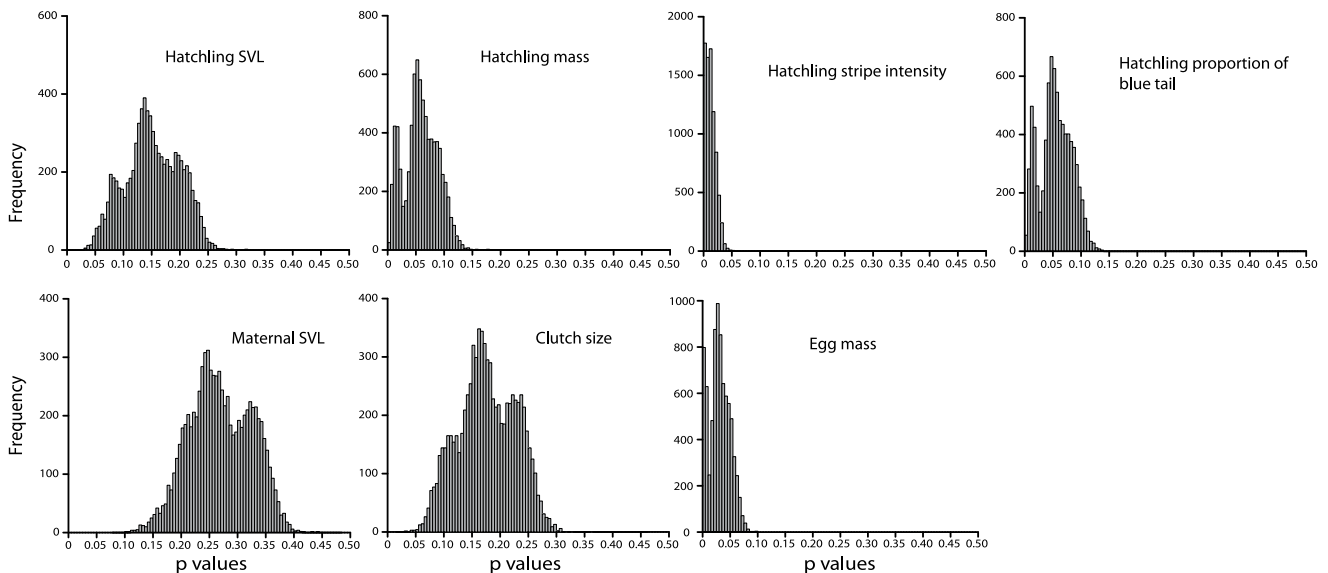 Hatchling SVL
Frequency
600
400
200
0
0 0.05 0.10 0.15 0.20 0.25 0.30 0.35 0.40 0.45 0.50
Hatchling mass
800
600
400
200
0
0 0.05 0.10 0.15 0.20 0.25 0.30 0.35 0.40 0.45 0.50
Hatchling stripe intensity
2000
1500
1000
500
0
0 0.05 0.10 0.15 0.20 0.25 0.30 0.35 0.40 0.45 0.50
Hatchling proportion of
blue tail
800
600
400
200
0
0 0.05 0.10 0.15 0.20 0.25 0.30 0.35 0.40 0.45 0.50
Maternal SVL
Frequency
400
300
200
100
0
0 0.05 0.10 0.15 0.20 0.25 0.30 0.35 0.40 0.45 0.50
p values
Clutch size
400
300
200
100
0
0 0.05 0.10 0.15 0.20 0.25 0.30 0.35 0.40 0.45 0.50
p values
Egg mass
1000
800
600
400
200
0
0 0.05 0.10 0.15 0.20 0.25 0.30 0.35 0.40 0.45 0.50
p values